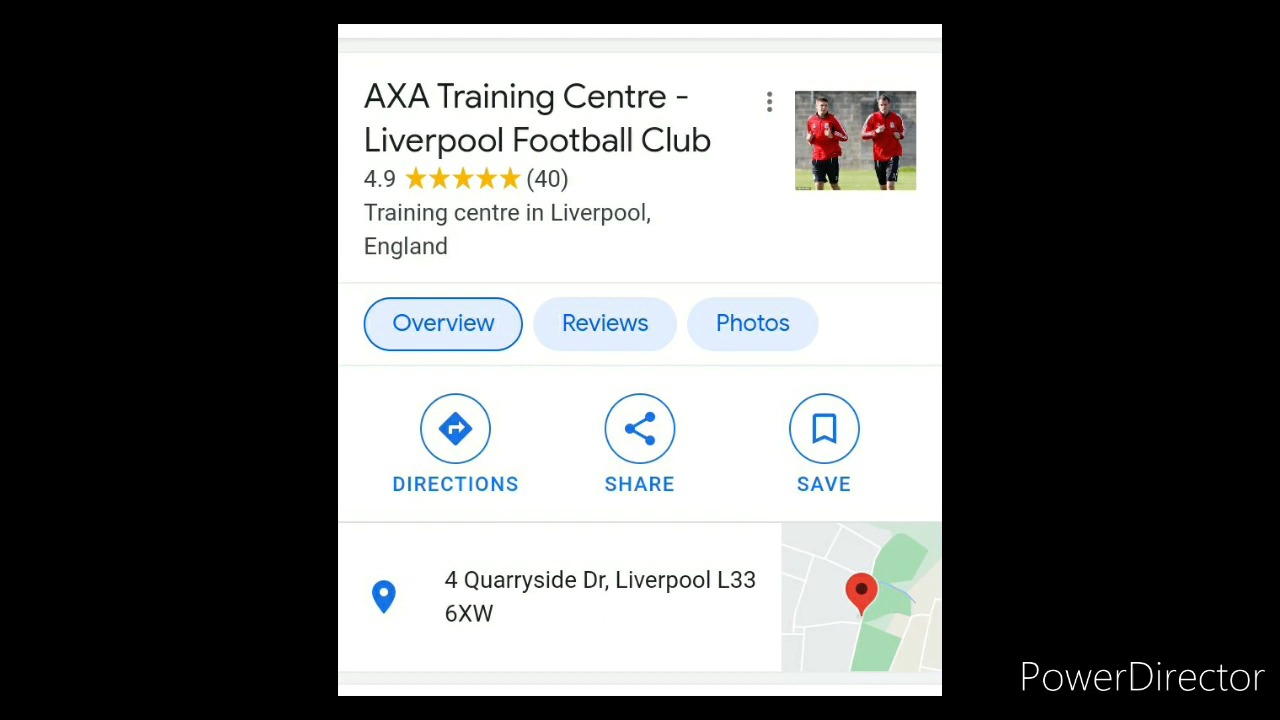 AXA Training Centre -
Liverpool Football Club
4.9 ★★★★★ (40)
Training centre in Liverpool,
England
Overview
Reviews
Photos
DIRECTIONS
SHARE
SAVE
4 Quarryside Dr, Liverpool L33
6XW
PowerDirector